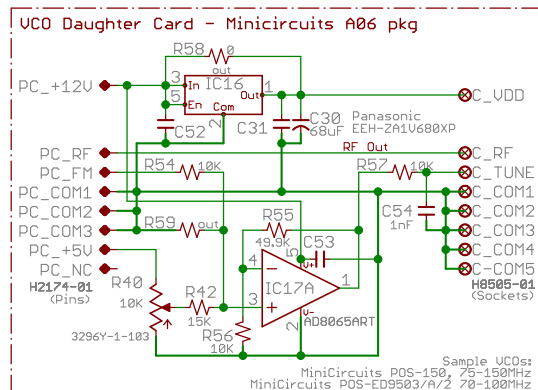 VCO Daughter Card - Minicircuits A06 pkg
R58
0
out
PC_+12V
3
In
5
En
IC16
Out
1
Com
2
C_VDD
C52
C31
C30
68uF
Panasonic
EEH-ZA1V680XP
RF Out
PC_RF
C_RF
PC_FM
R54
10K
R57
10K
C_TUNE
PC_COM1
C_COM1
PC_COM2
C_COM2
PC_COM3
R59
out
R55
49.9K
C54
1nF
C_COM3
PC_+5V
C53
C_COM4
PC_NC
C-COM5
H2174-01
(Pins)
H8505-01
(Sockets)
R40
10K
3296Y-1-103
R42
15K
4
3
5
V+
IC17A
1
V-
2
AD8065ART
R56
10K
Sample VCOs:
MiniCircuits POS-150, 75-150MHz
MiniCircuits POS-ED9503/A/2 70-100MHz